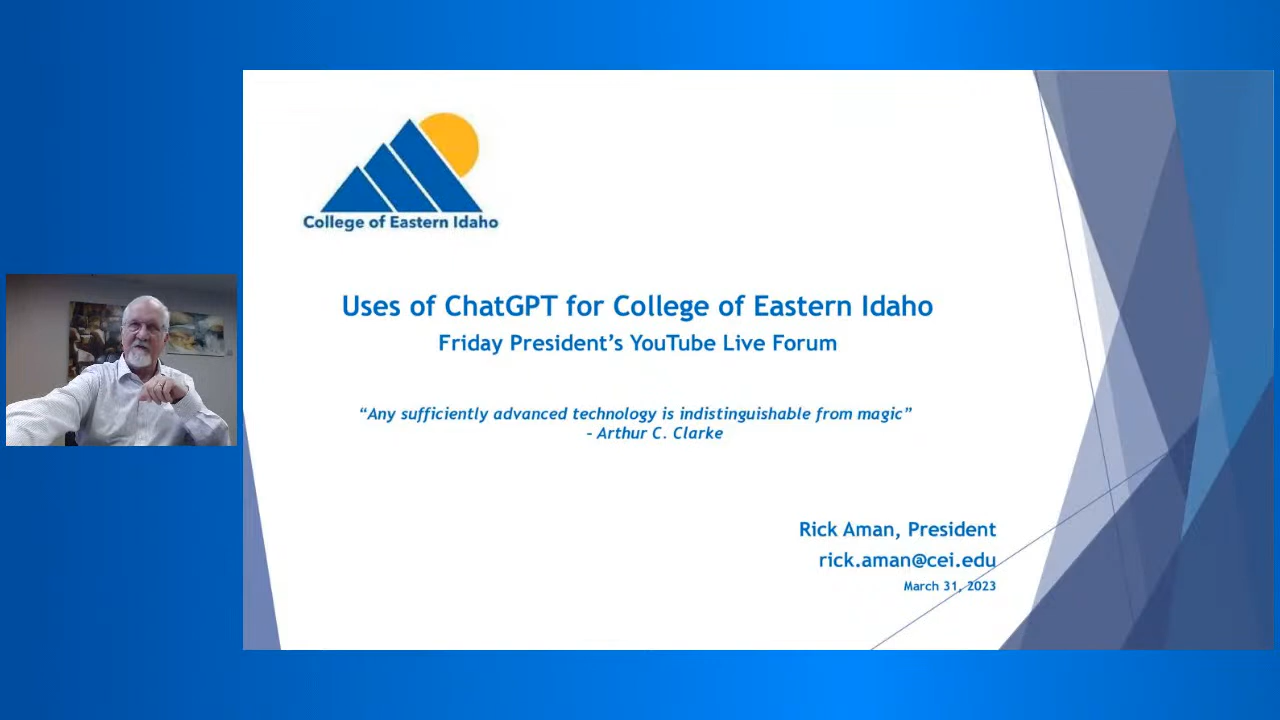 College of Eastern Idaho
Uses of ChatGPT for College of Eastern Idaho
Friday President’s YouTube Live Forum
“Any sufficiently advanced technology is indistinguishable from magic”
– Arthur C. Clarke
Rick Aman, President
rick.aman@cei.edu
March 31, 2023